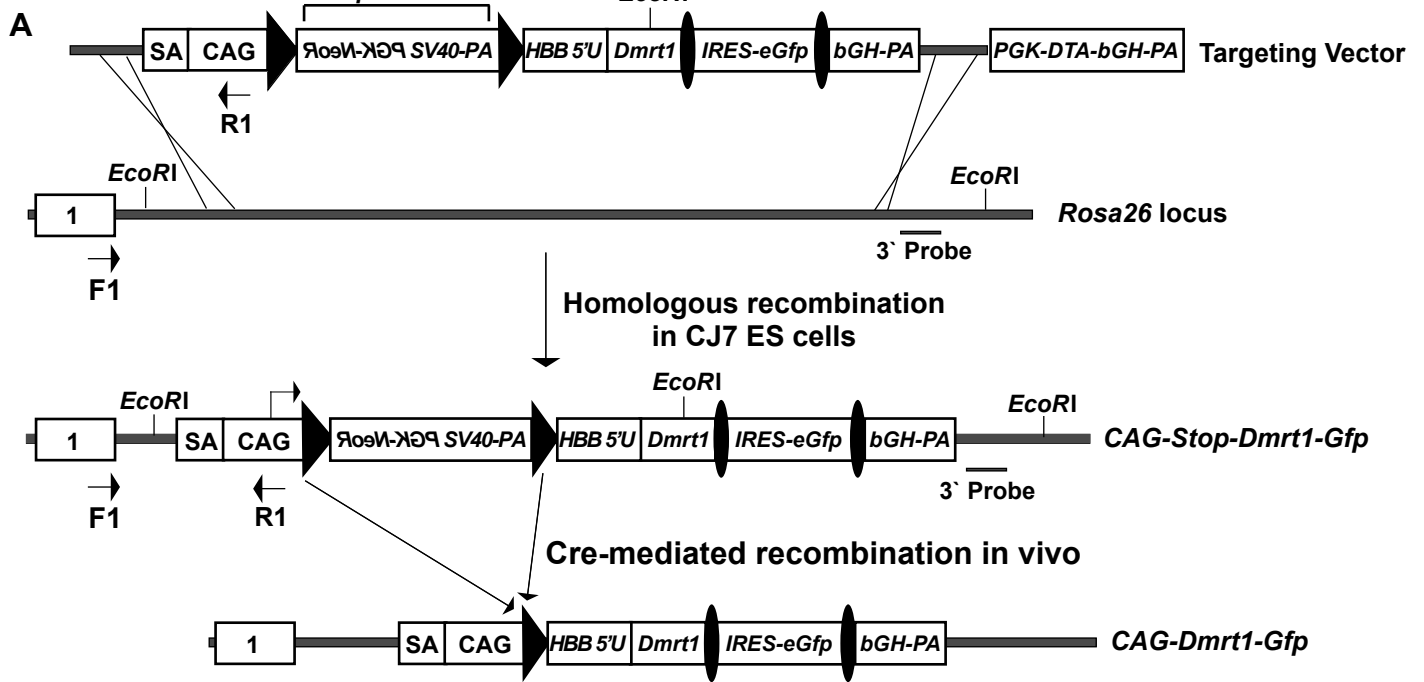 A
SA CAG PGK-NeoR SV40-PA HBB 5'U Dmrt1 IRES-eGfp bGH-PA PGK-DTA-bGH-PA Targeting Vector
R1
EcoRI EcoRI
1 Rosa26 locus
3` Probe
F1
Homologous recombination
in CJ7 ES cells
EcoRI EcoRI EcoRI
1 SA CAG PGK-NeoR SV40-PA HBB 5'U Dmrt1 IRES-eGfp bGH-PA CAG-Stop-Dmrt1-Gfp
3` Probe
F1 R1
Cre-mediated recombination in vivo
1 SA CAG HBB 5'U Dmrt1 IRES-eGfp bGH-PA CAG-Dmrt1-Gfp